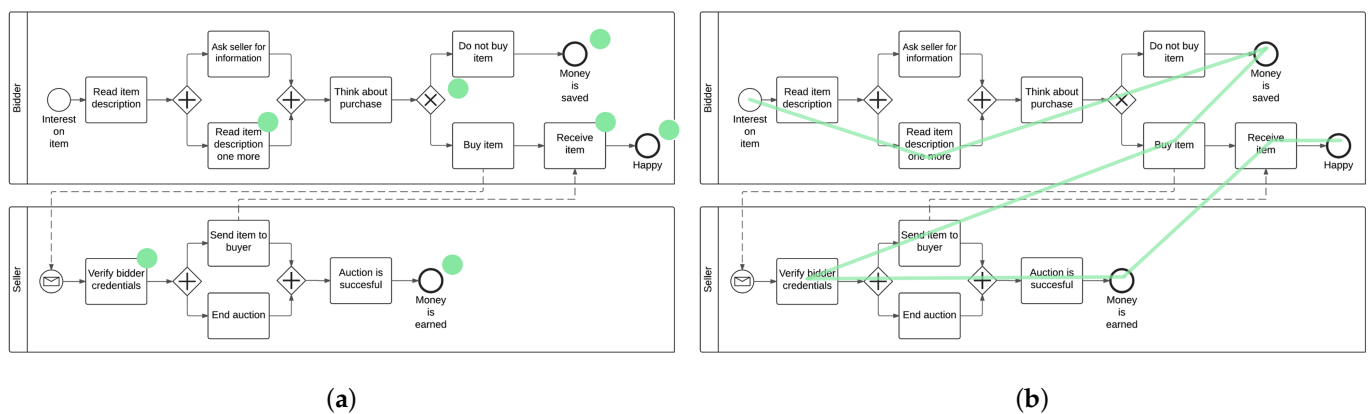 Bidder
Interest
on
item
Read item
description
Ask seller for
information
Read item
description
one more
Think about
purchase
Do not buy
item
Money
is
saved
Buy item
Receive
item
Happy
Seller
Verify bidder
credentials
Send item to
buyer
End auction
Auction is
succesful
Money
is
earned
(a)
Bidder
Interest
on
item
Read item
description
Ask seller for
information
Read item
description
one more
Think about
purchase
Do not buy
item
Money
is
saved
Buy item
Receive
item
Happy
Seller
Verify bidder
credentials
Send item to
buyer
End auction
Auction is
succesful
Money
is
earned
(b)